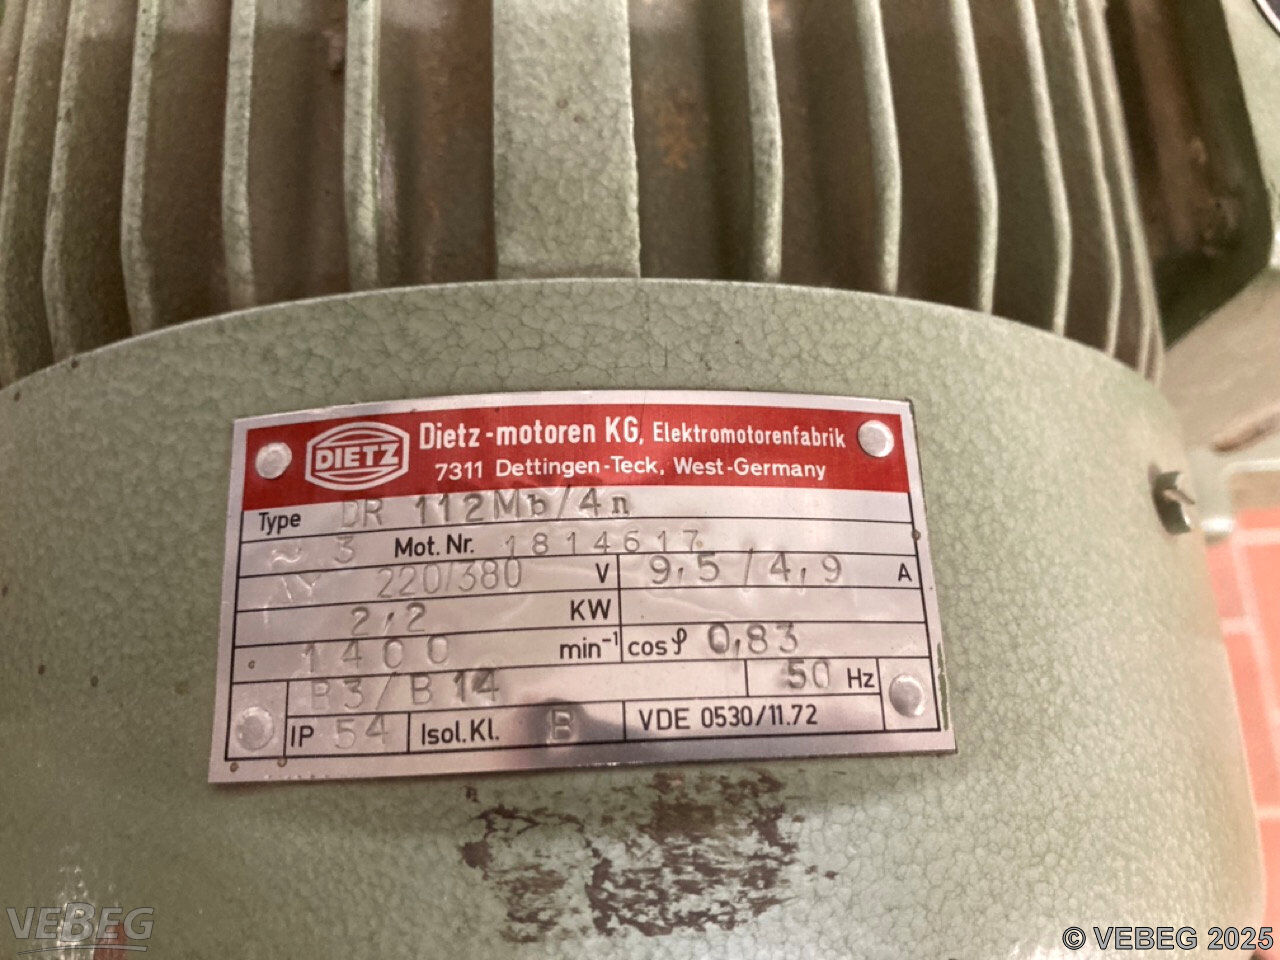 DIETZ
Dietz-motoren KG, Elektromotorenfabrik
7311 Dettingen-Teck, West-Germany
Type DR 112Mb/4n
~ 3 Mot. Nr. 1814617
220/380 V 9,5 / 4,9 A
2,2 KW
1400 min⁻¹ cos φ 0,83
B3/B14 50 Hz
IP 54 Isol. Kl. B VDE 0530/11.72
VEBEG
© VEBEG 2025